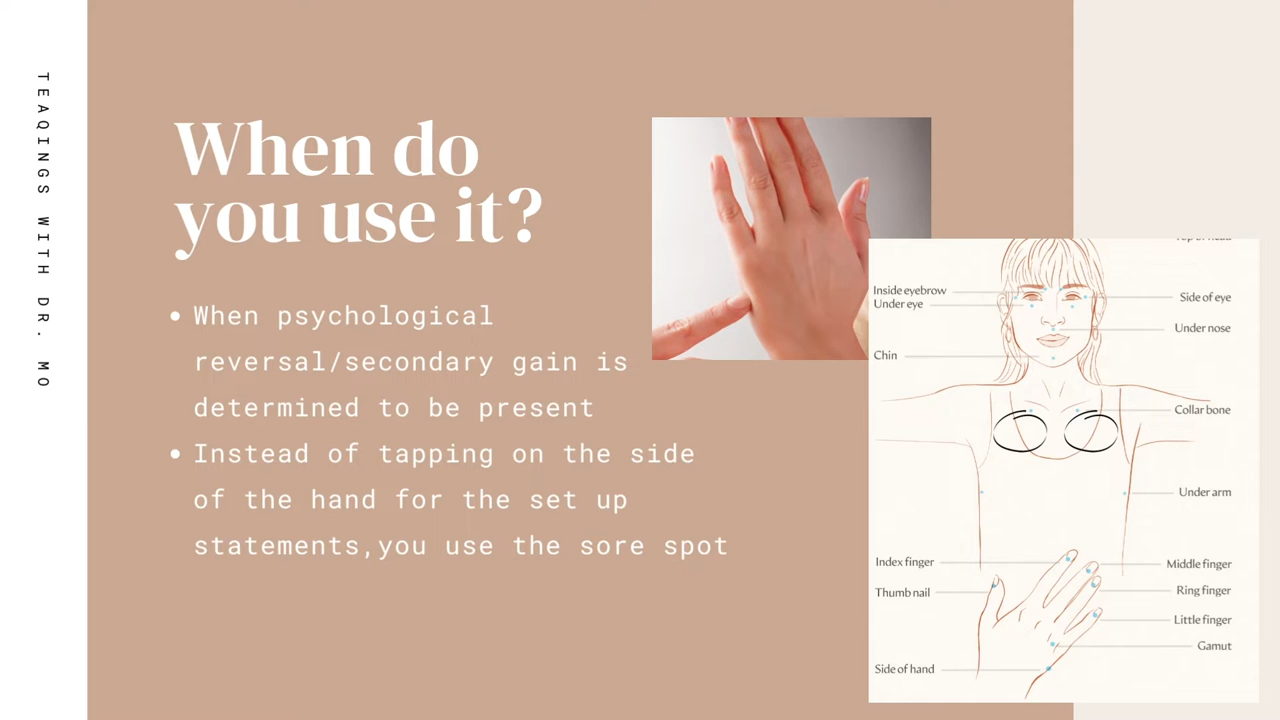 TEAQINGS WITH DR. MO
When do
you use it?
When psychological
reversal/secondary gain is
determined to be present
Instead of tapping on the side
of the hand for the set up
statements,you use the sore spot
Inside eyebrow
Under eye
Side of eye
Under nose
Chin
Collar bone
Under arm
Index finger
Middle finger
Thumb nail
Ring finger
Little finger
Gamut
Side of hand